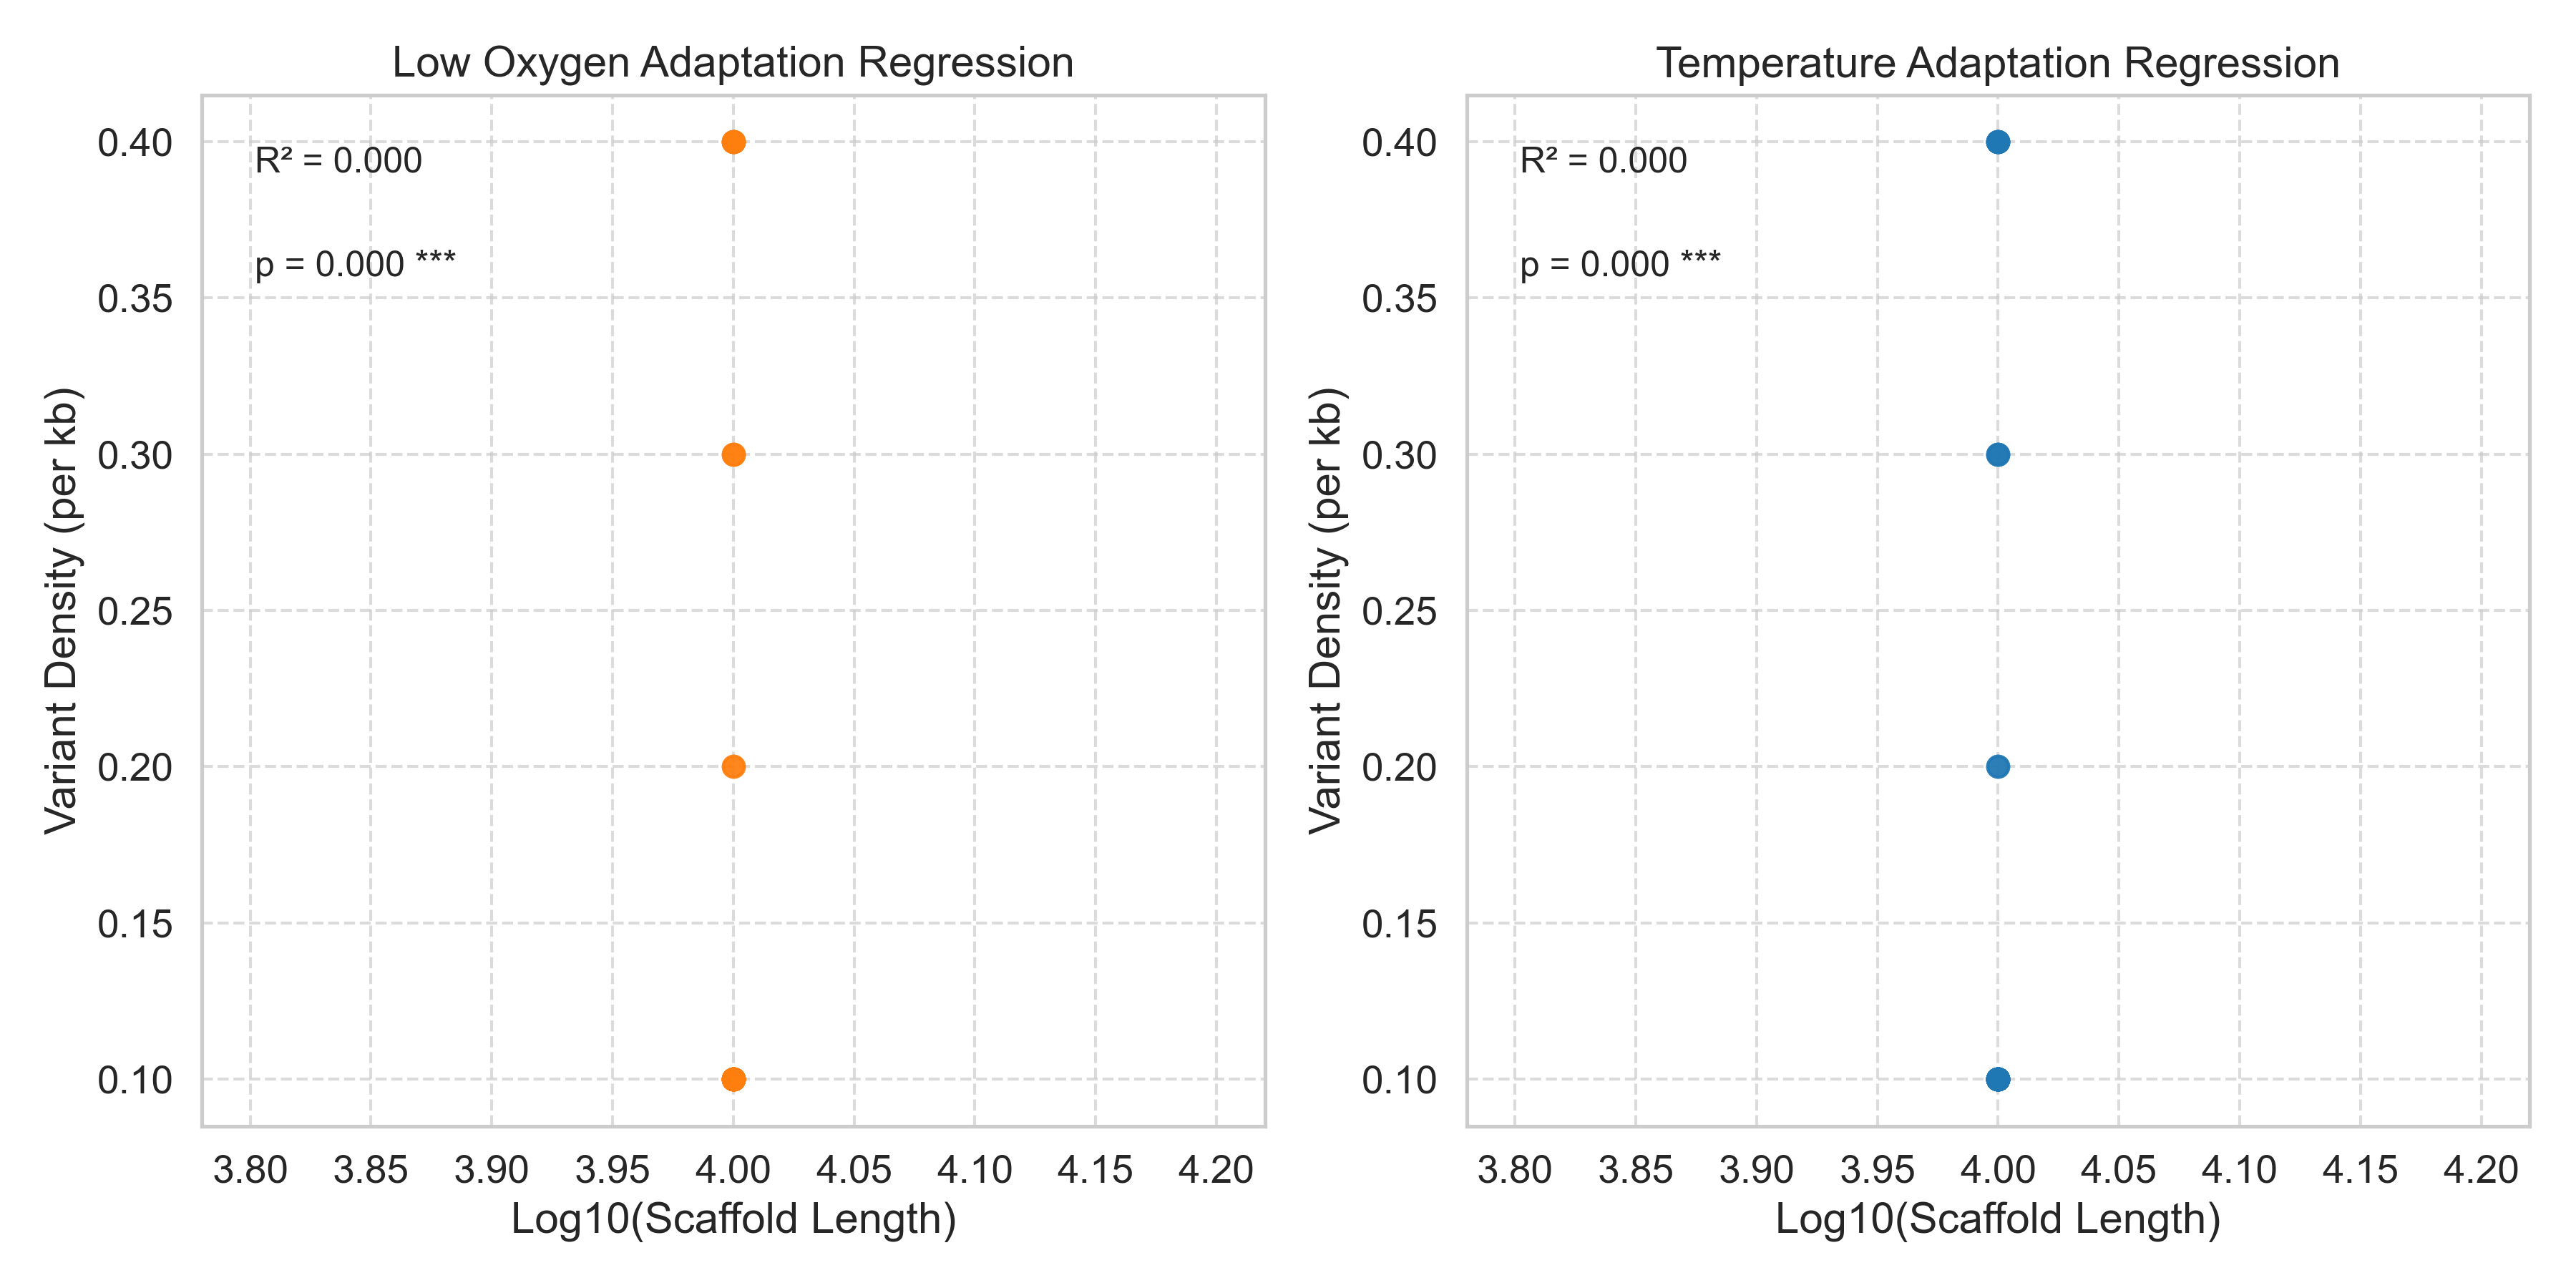 Low Oxygen Adaptation Regression
R² = 0.000
p = 0.000 ***
Variant Density (per kb)
0.40
0.35
0.30
0.25
0.20
0.15
0.10
3.80 3.85 3.90 3.95 4.00 4.05 4.10 4.15 4.20
Log10(Scaffold Length)
Temperature Adaptation Regression
R² = 0.000
p = 0.000 ***
Variant Density (per kb)
0.40
0.35
0.30
0.25
0.20
0.15
0.10
3.80 3.85 3.90 3.95 4.00 4.05 4.10 4.15 4.20
Log10(Scaffold Length)